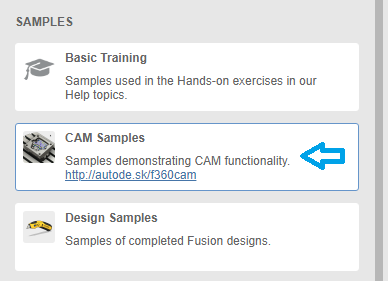 SAMPLES
Basic Training
Samples used in the Hands-on exercises in our
Help topics.
CAM Samples
Samples demonstrating CAM functionality.
http://autode.sk/f360cam
Design Samples
Samples of completed Fusion designs.